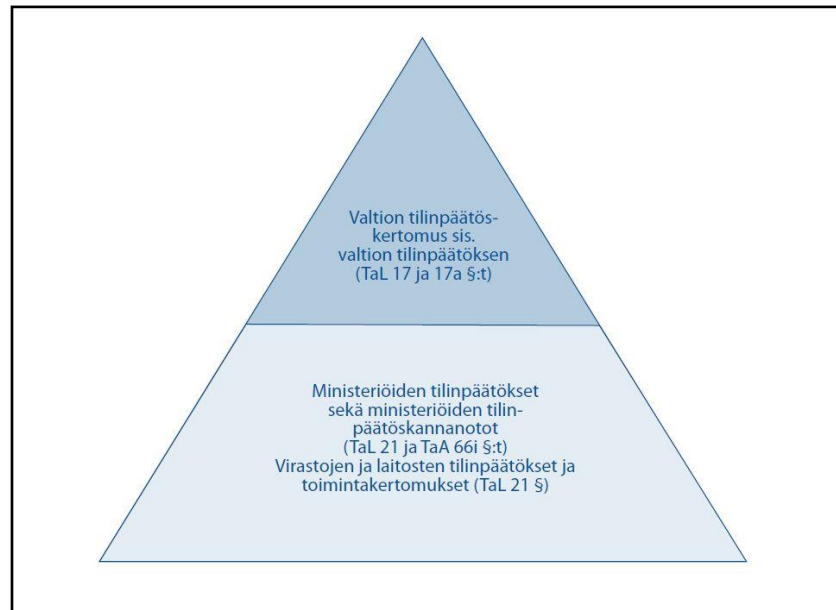 Valtion tilinpäätös-
kertomus sis.
valtion tilinpäätöksen
(TaL 17 ja 17a §:t)
Ministeriöiden tilinpäätökset
sekä ministeriöiden tilin-
päätöskannanotot
(TaL 21 ja TaA 66i §:t)
Virastojen ja laitosten tilinpäätökset ja
toimintakertomukset (TaL 21 §)